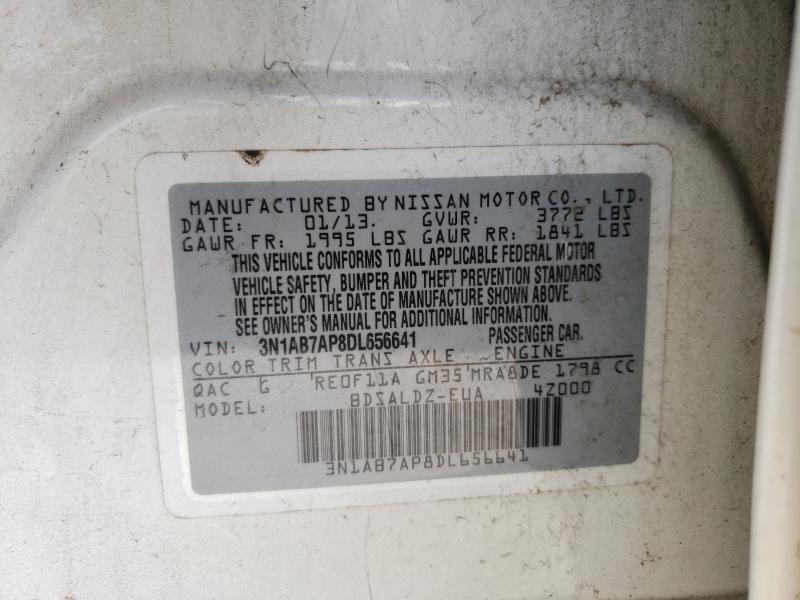 MANUFACTURED BY NISSAN MOTOR CO., LTD.
DATE: 01/13. GVWR: 3772 LBS
GAWR FR: 1995 LBS GAWR RR: 1841 LBS
THIS VEHICLE CONFORMS TO ALL APPLICABLE FEDERAL MOTOR
VEHICLE SAFETY, BUMPER AND THEFT PREVENTION STANDARDS
IN EFFECT ON THE DATE OF MANUFACTURE SHOWN ABOVE.
SEE OWNER'S MANUAL FOR ADDITIONAL INFORMATION.
VIN: 3N1AB7AP8DL656641 PASSENGER CAR.
COLOR TRIM TRANS AXLE ENGINE
QAC G RE0F11A GM35 MRA8DE 1798 CC
MODEL: BDSALDZ-EUA 4Z000
3N1AB7AP8DL656641